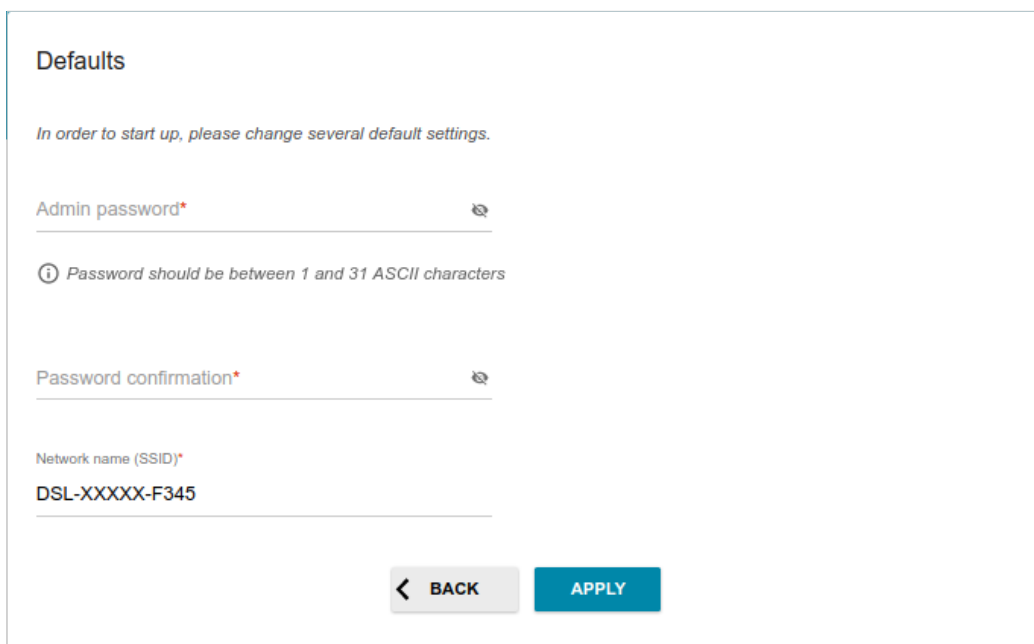 Defaults
In order to start up, please change several default settings.
Admin password*
Password should be between 1 and 31 ASCII characters
Password confirmation*
Network name (SSID)*
DSL-XXXXX-F345
BACK
APPLY